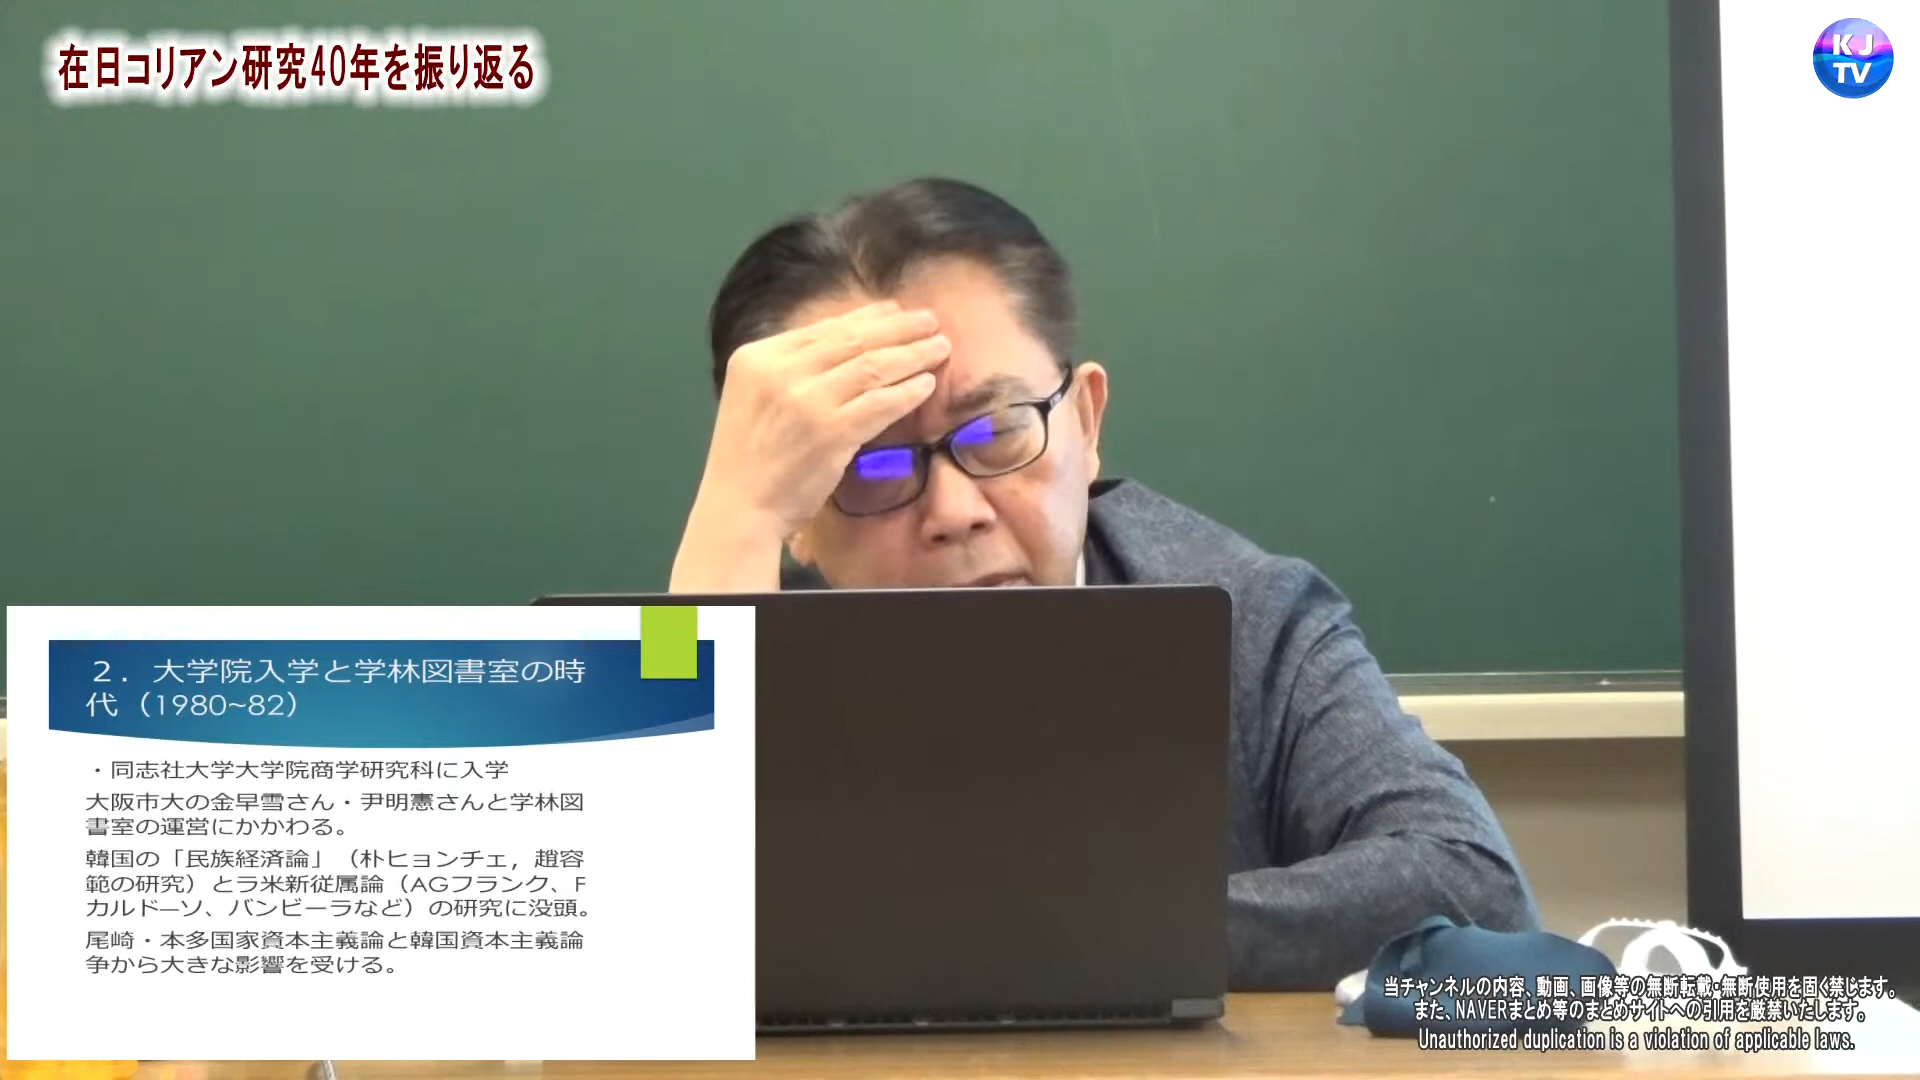 在日コリアン研究40年を振り返る
KJ
TV
２．大学院入学と学林図書室の時
代（1980~82）
・同志社大学大学院商学研究科に入学
大阪市大の金早雪さん・尹明憲さんと学林図
書室の運営にかかわる。
韓国の「民族経済論」（朴ヒョンチェ，趙容
範の研究）とラ米新従属論（AGフランク、F
カルドーソ、バンビーラなど）の研究に没頭。
尾崎・本多国家資本主義論と韓国資本主義論
争から大きな影響を受ける。
当チャンネルの内容、動画、画像等の無断転載・無断使用を固く禁じます。
また、NAVERまとめ等のまとめサイトへの引用を厳禁いたします。
Unauthorized duplication is a violation of applicable laws.